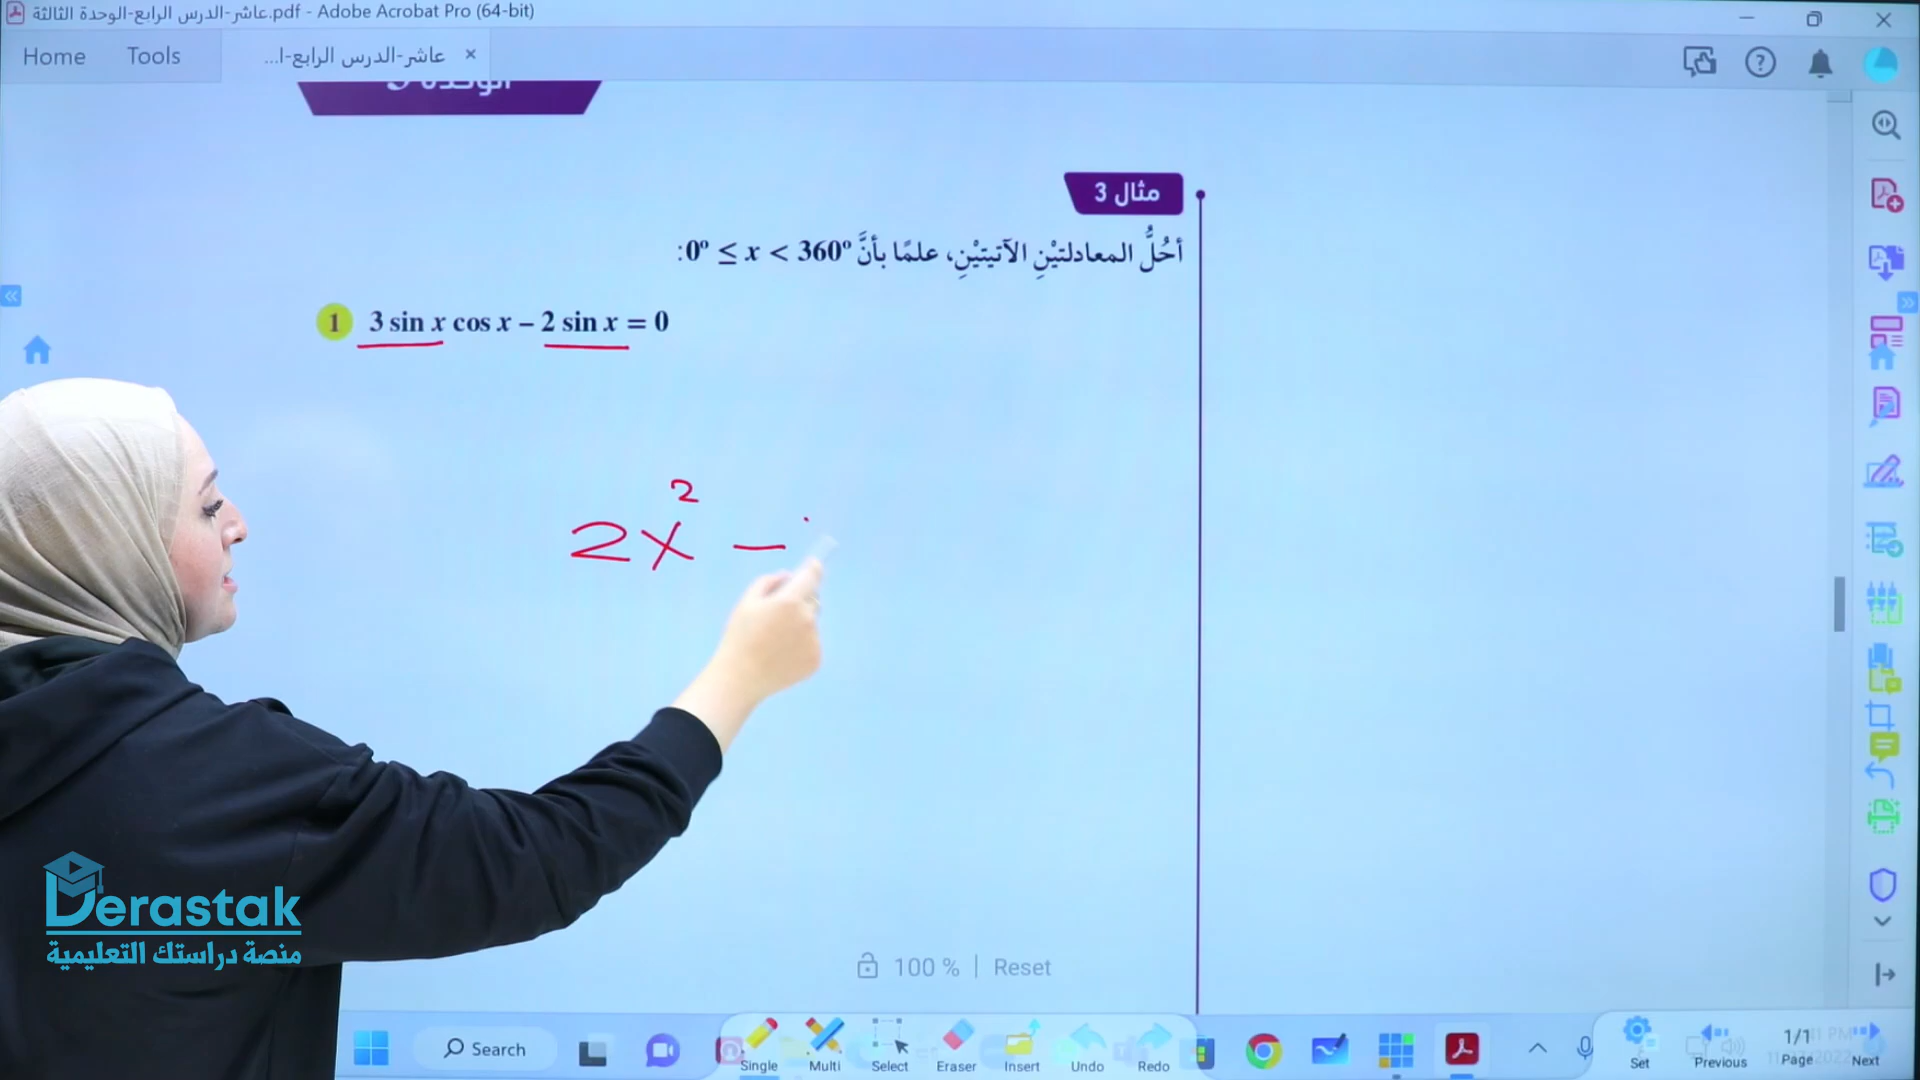 عاشر-الدرس الرابع-الوحدة الثالثة.pdf - Adobe Acrobat Pro (64-bit)
Home Tools عاشر-الدرس الرابع-ا... ×
مثال 3
أحُلُّ المعادلتيْنِ الآتيتيْنِ، علمًا بأنَّ 0° ≤ x < 360°:
1 3 sin x cos x – 2 sin x = 0
2x² –
Derastak
منصة دراستك التعليمية
100 % | Reset
Search
Single Multi Select Eraser Insert Undo Redo
Set Previous 1/1 Page Next